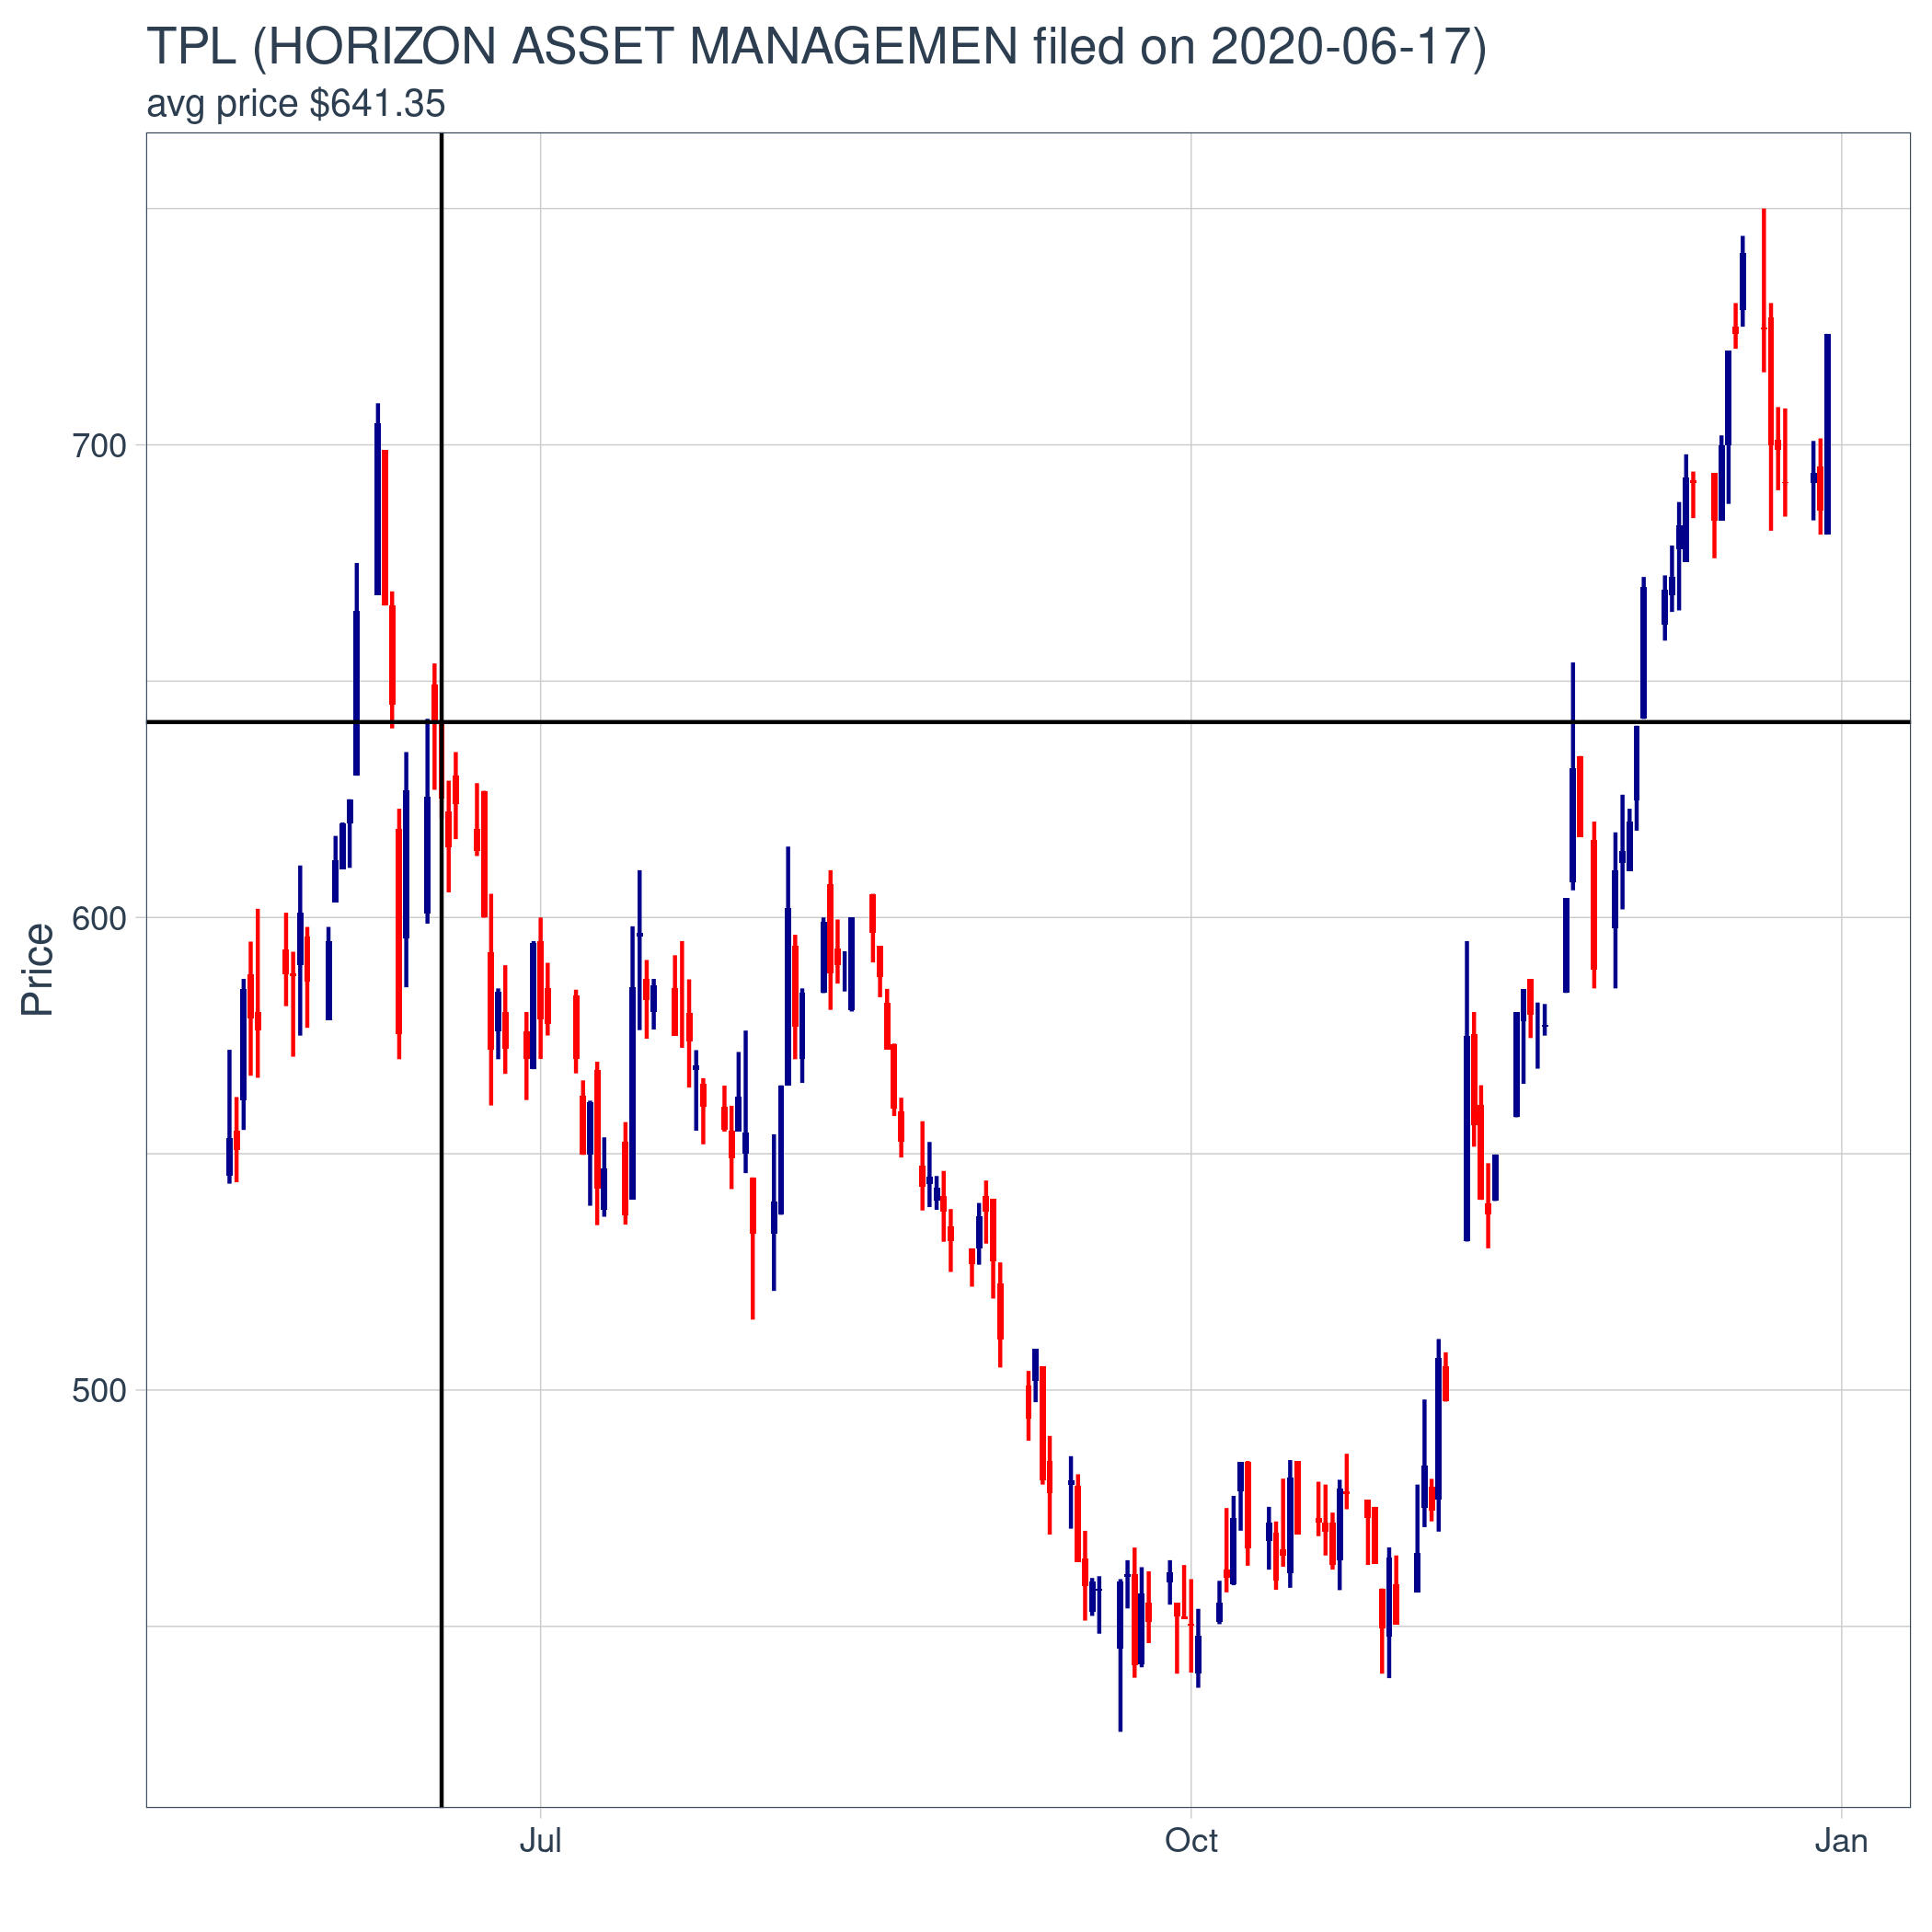 TPL (HORIZON ASSET MANAGEMEN filed on 2020-06-17)
avg price $641.35
700
600
500
Price
Jul Oct Jan